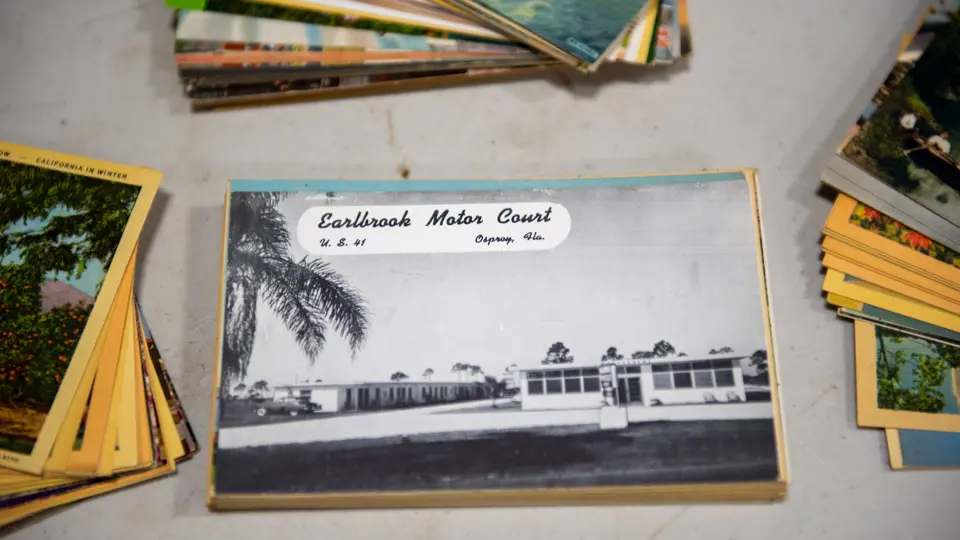 CALIFORNIA IN WINTER
Earlbrook Motor Court
U. S. 41 Osprey, Fla.